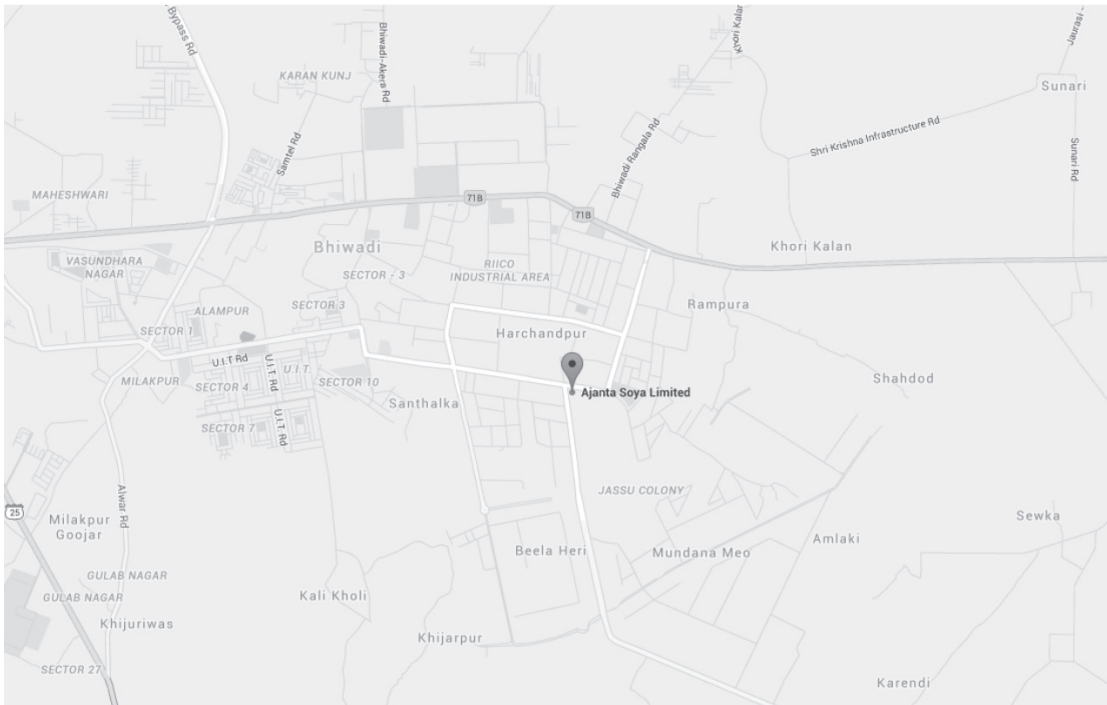 Bypass Rd
Bhiwadi-Akera Rd
Khori Kalan
Jaurasi -
KARAN KUNJ
Sunari
Samtel Rd
Bhiwadi Rangala Rd
Shri Krishna Infrastructure Rd
Sunari Rd
MAHESHWARI
71B
71B
Bhiwadi
Khori Kalan
VASUNDHARA
NAGAR
RIICO
INDUSTRIAL AREA
SECTOR - 3
SECTOR 3
Rampura
ALAMPUR
SECTOR 1
Harchandpur
U.I.T Rd
U.I.T. Rd
U.I.T.
MILAKPUR
SECTOR 4
SECTOR 10
Shahdod
Ajanta Soya Limited
Santhalka
SECTOR 7
U.I.T. Rd
JASSU COLONY
Alwar Rd
25
Milakpur
Goojar
Sewka
Amlaki
Beela Heri
Mundana Meo
GULAB NAGAR
GULAB NAGAR
Kali Kholi
Khijuriwas
Khijarpur
SECTOR 27
Karendi